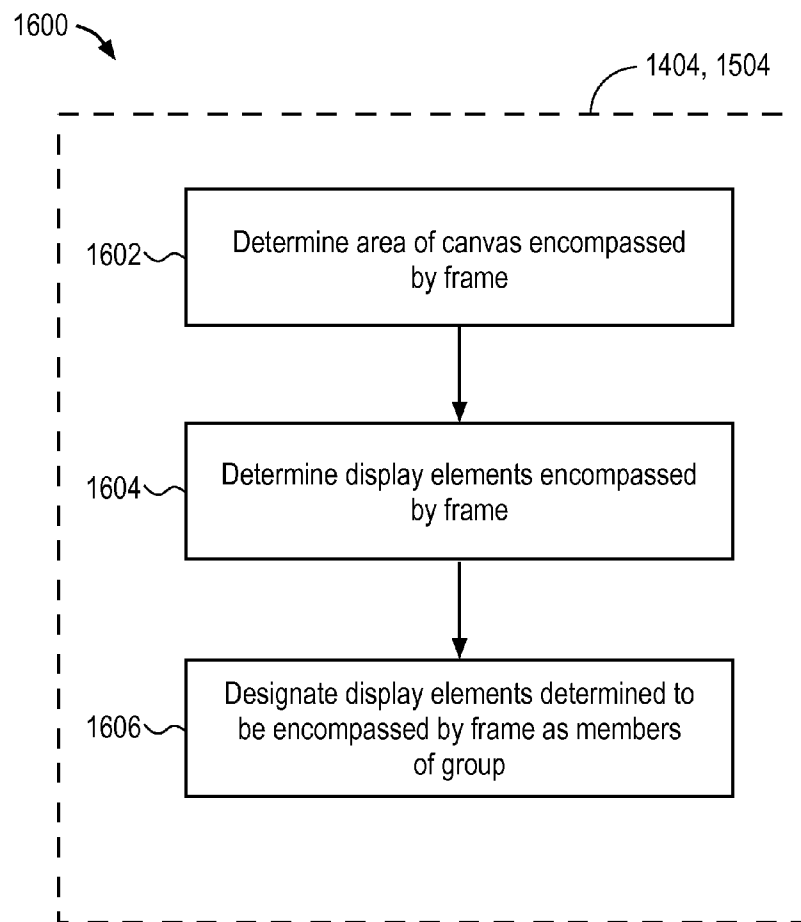 1600
1404, 1504
1602
Determine area of canvas encompassed
by frame
1604
Determine display elements encompassed
by frame
1606
Designate display elements determined to
be encompassed by frame as members
of group